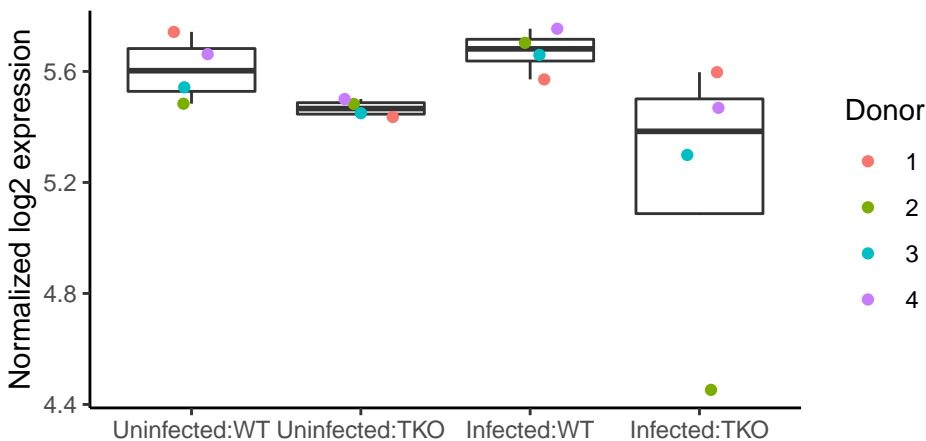 Normalized log2 expression
5.6
5.2
4.8
4.4
Uninfected:WT Uninfected:TKO Infected:WT Infected:TKO
Donor
1
2
3
4